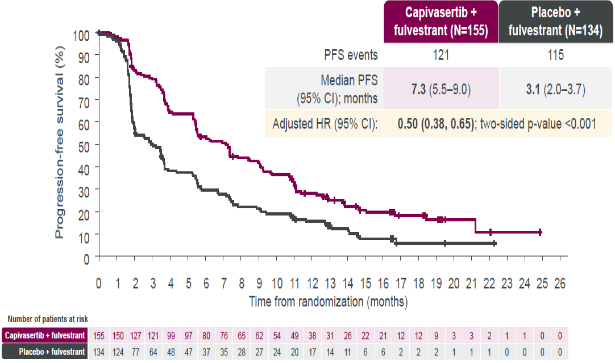 Capivasertib +
fulvestrant (N=155)
Placebo +
fulvestrant (N=134)
PFS events
121
115
Median PFS
(95% CI); months
7.3 (5.5–9.0)
3.1 (2.0–3.7)
Adjusted HR (95% CI):
0.50 (0.38, 0.65); two-sided p-value <0.001
Progression-free survival (%)
100
90
80
70
60
50
40
30
20
10
0
0 1 2 3 4 5 6 7 8 9 10 11 12 13 14 15 16 17 18 19 20 21 22 23 24 25 26
Time from randomization (months)
Number of patients at risk
Capivasertib + fulvestrant 155 150 127 121 99 97 80 76 65 62 54 49 38 31 26 22 21 12 12 9 3 3 2 1 1 0 0
Placebo + fulvestrant 134 124 77 64 48 47 37 35 28 27 24 20 17 14 11 6 6 2 2 2 1 1 1 0 0 0 0